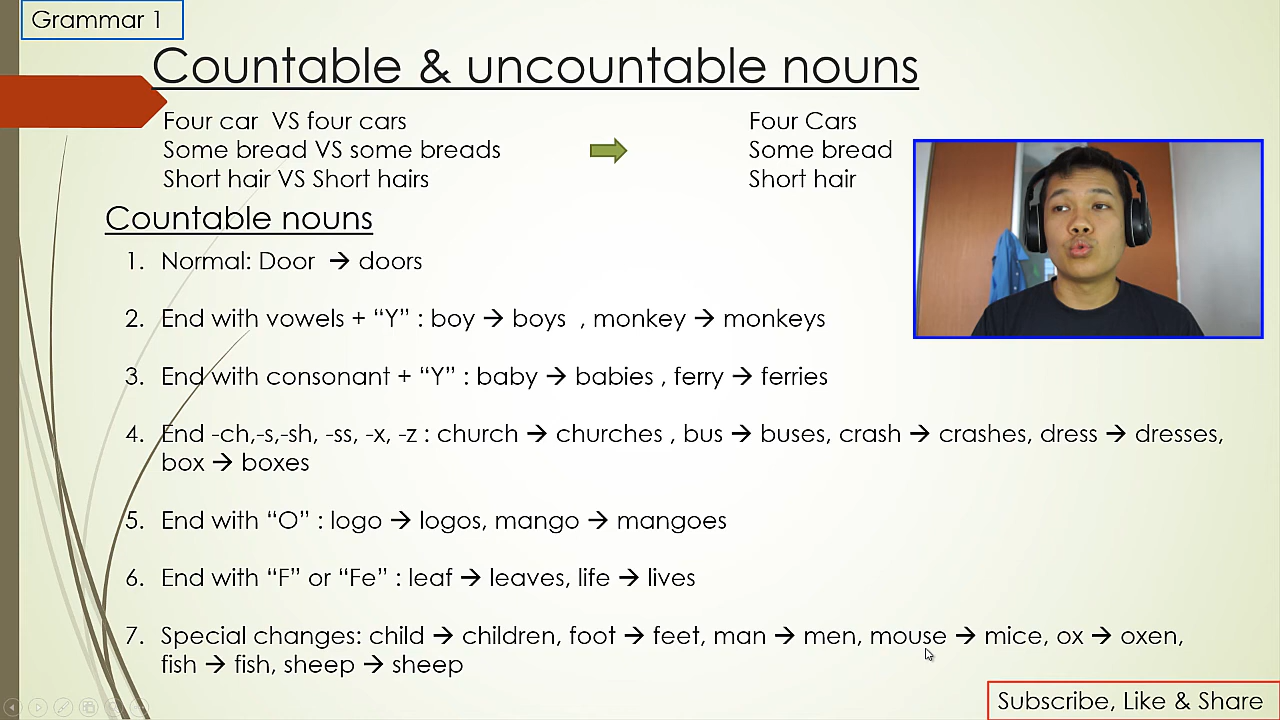 Grammar 1
Countable & uncountable nouns
Four car  VS four cars
Some bread VS some breads
Short hair VS Short hairs
Four Cars
Some bread
Short hair
Countable nouns
1. Normal: Door → doors
2. End with vowels + “Y” : boy → boys , monkey → monkeys
3. End with consonant + “Y” : baby → babies , ferry → ferries
4. End -ch,-s,-sh, -ss, -x, -z : church → churches , bus → buses, crash → crashes, dress → dresses,
box → boxes
5. End with “O” : logo → logos, mango → mangoes
6. End with “F” or “Fe” : leaf → leaves, life → lives
7. Special changes: child → children, foot → feet, man → men, mouse → mice, ox → oxen,
fish → fish, sheep → sheep
Subscribe, Like & Share